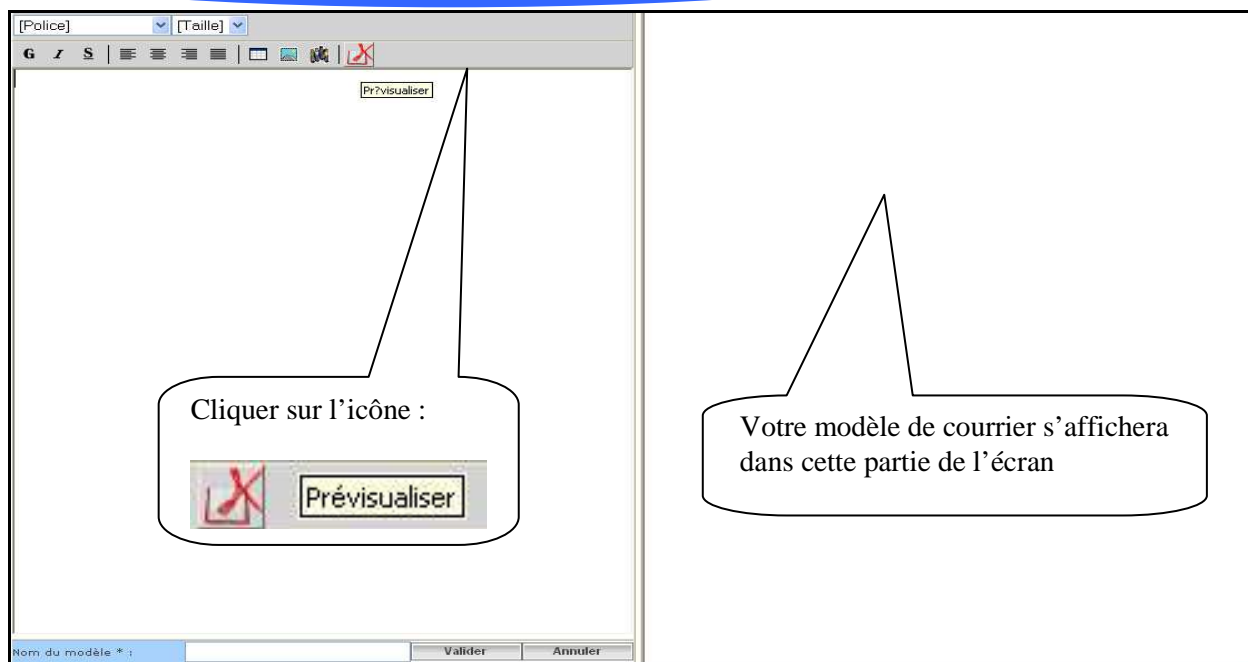 [Police] [Taille]
G I S
Pr?visualiser
Cliquer sur l’icône :
Prévisualiser
Votre modèle de courrier s’affichera
dans cette partie de l’écran
Nom du modèle * : Valider Annuler